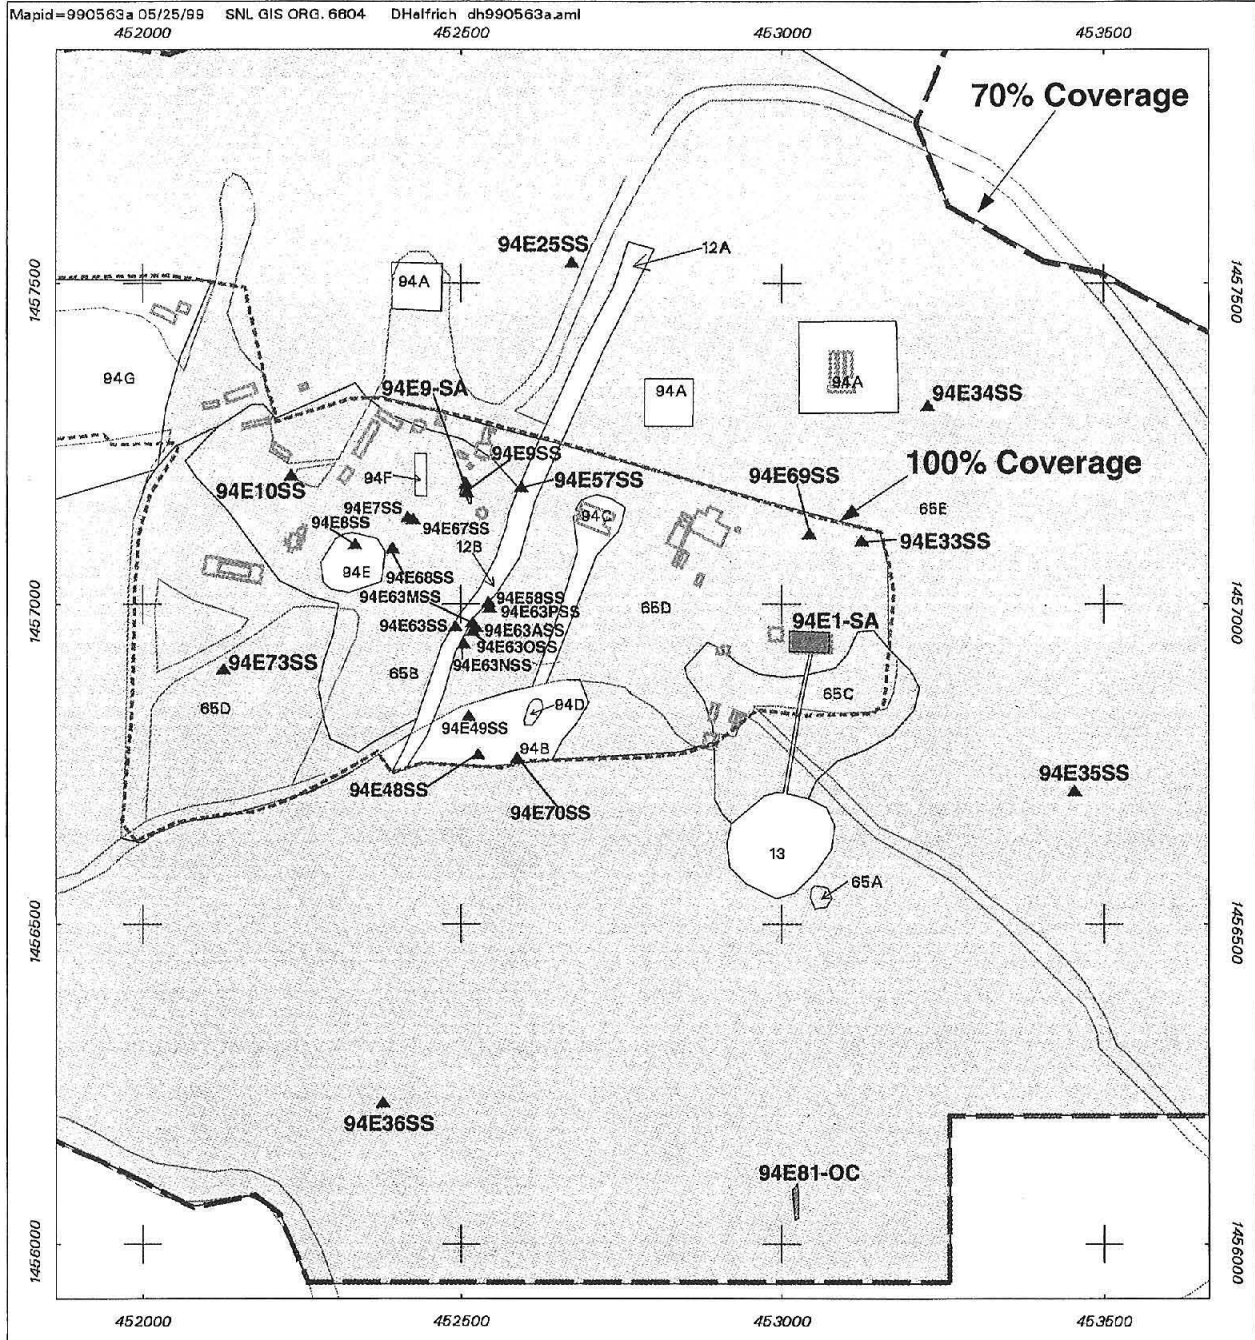 Mapid=990563a 05/25/99 SNL GIS ORG. 6804 DHelfrich dh990563a.aml
452000 452500 453000 453500
70% Coverage
94E25SS
12A
1457500
94A
1457500
94G
94E9-SA
94A
94A
94E34SS
94E9SS
94E10SS
94F
94E57SS
94E69SS
100% Coverage
94E7SS
94C
65E
94E8SS
94E67SS
12B
94E33SS
94E
94E68SS
94E63MSS
94E58SS
1457000
94E63PSS
65D
1457000
94E63SS
94E63ASS
94E1-SA
94E63OSS
94E73SS
65B
94E63NSS
65C
65D
94D
94E49SS
94B
94E48SS
94E70SS
94E35SS
13
65A
1456500
1456500
94E36SS
94E81-OC
1456000
1456000
452000 452500 453000 453500